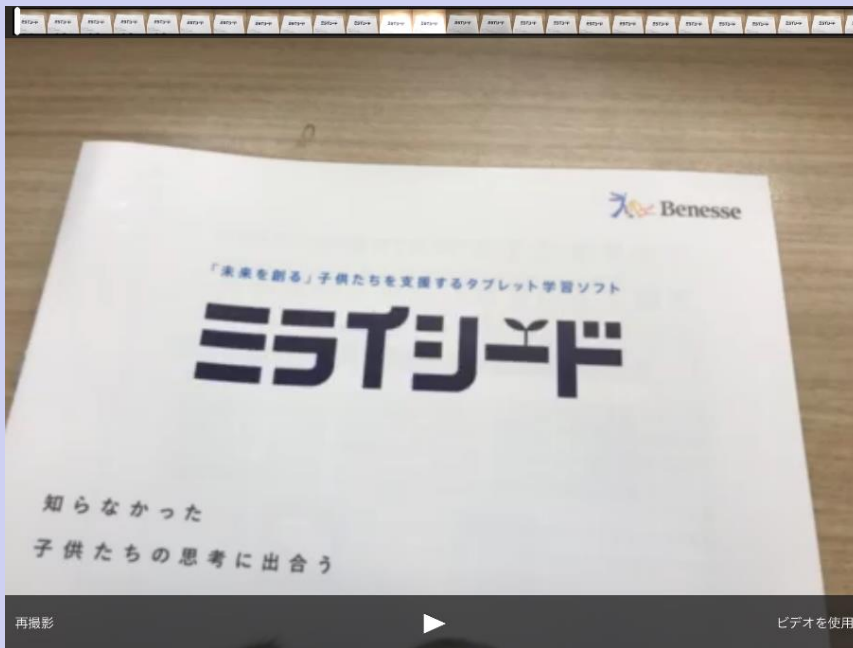 Benesse
「未来を創る」子供たちを支援するタブレット学習ソフト
ミライシード
知らなかった
子供たちの思考に出合う
再撮影
ビデオを使用